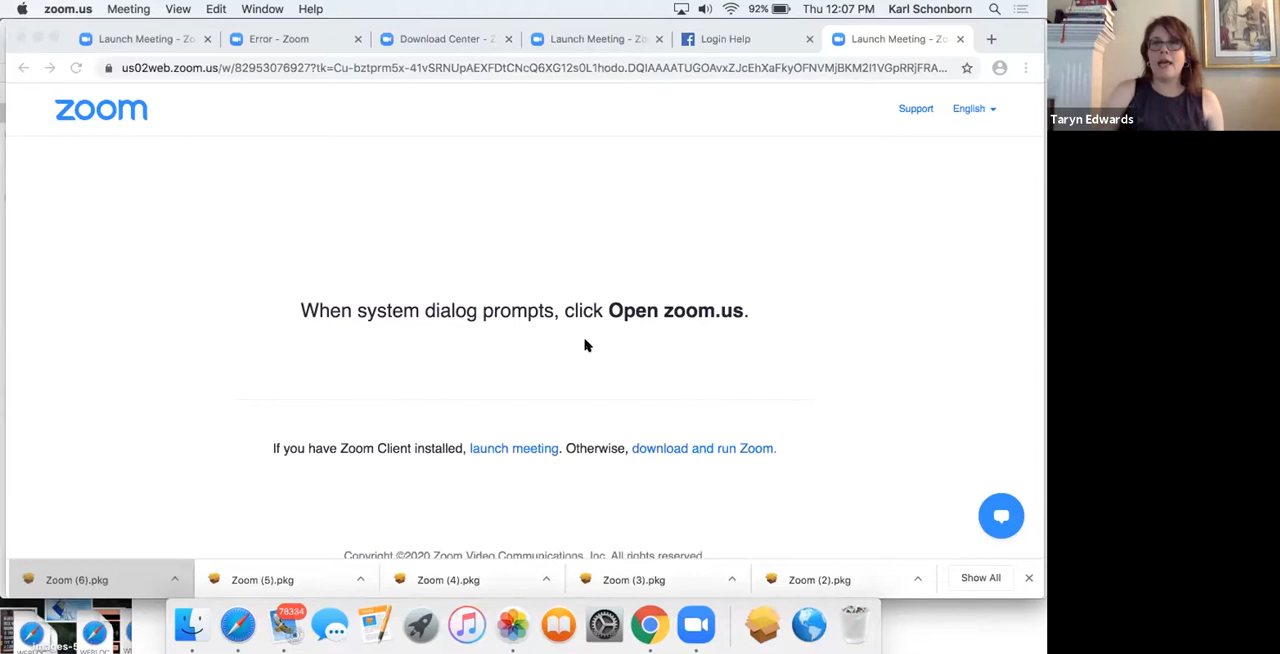 zoom.us Meeting View Edit Window Help 92% Thu 12:07 PM Karl Schonborn
Launch Meeting - Zo Error - Zoom Download Center - Z Launch Meeting - Zo Login Help Launch Meeting - Zo
zoom
Support English
When system dialog prompts, click Open zoom.us.
If you have Zoom Client installed, launch meeting. Otherwise, download and run Zoom.
Copyright ©2020 Zoom Video Communications, Inc. All rights reserved.
Zoom (6).pkg Zoom (5).pkg Zoom (4).pkg Zoom (3).pkg Zoom (2).pkg Show All
78334
Taryn Edwards